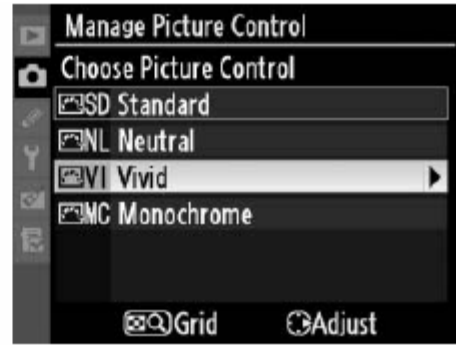 Manage Picture Control
Choose Picture Control
SD Standard
NL Neutral
VI Vivid
MC Monochrome
Grid Adjust